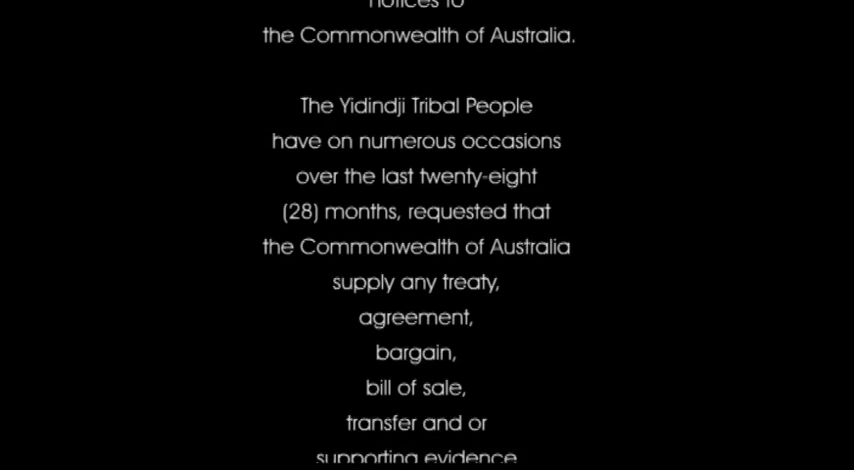 notices to
the Commonwealth of Australia.
The Yidindji Tribal People
have on numerous occasions
over the last twenty-eight
(28) months, requested that
the Commonwealth of Australia
supply any treaty,
agreement,
bargain,
bill of sale,
transfer and or
supporting evidence